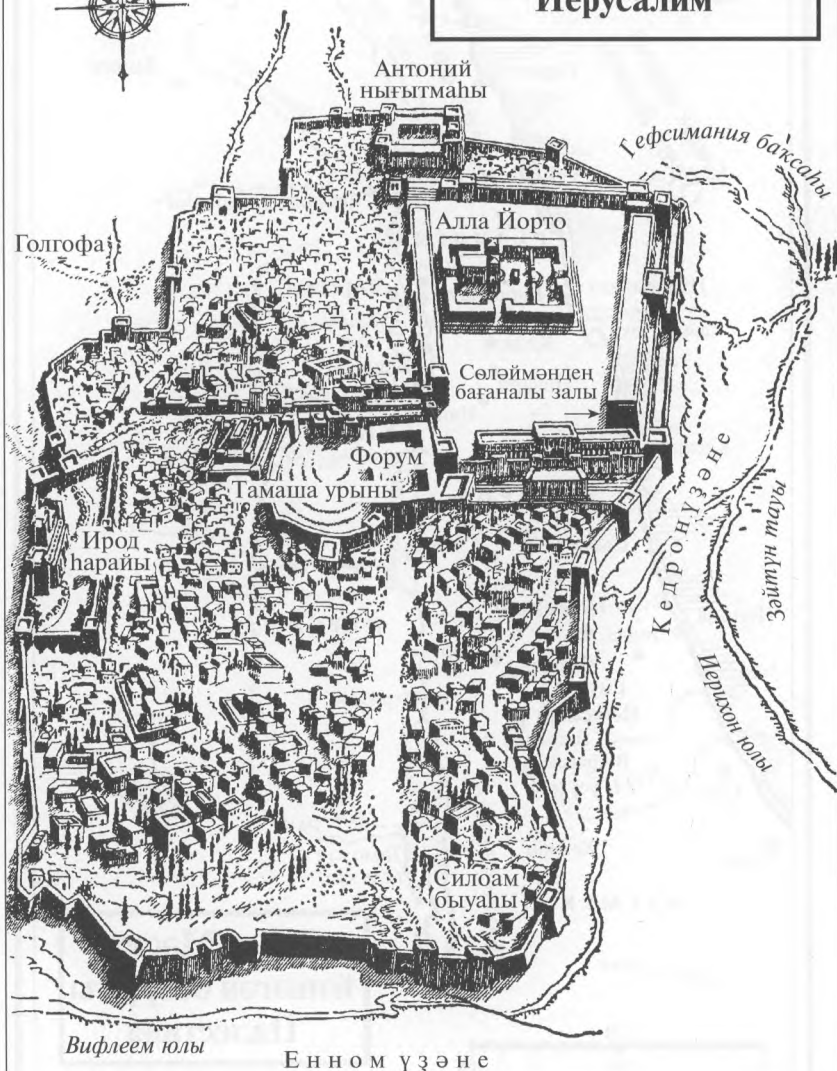 Иерусалим
Антоний
нығытмаһы
Гефсимания баҡсаһы
Голгофа
Алла Йорто
Сөләймәндең
бағаналы залы
Форум
Тамаша урыны
Ирод
һарайы
Кедрон үҙәне
Зәйтүн тауы
Иерихон юлы
Силоам
быуаһы
Вифлеем юлы
Енном үҙәне